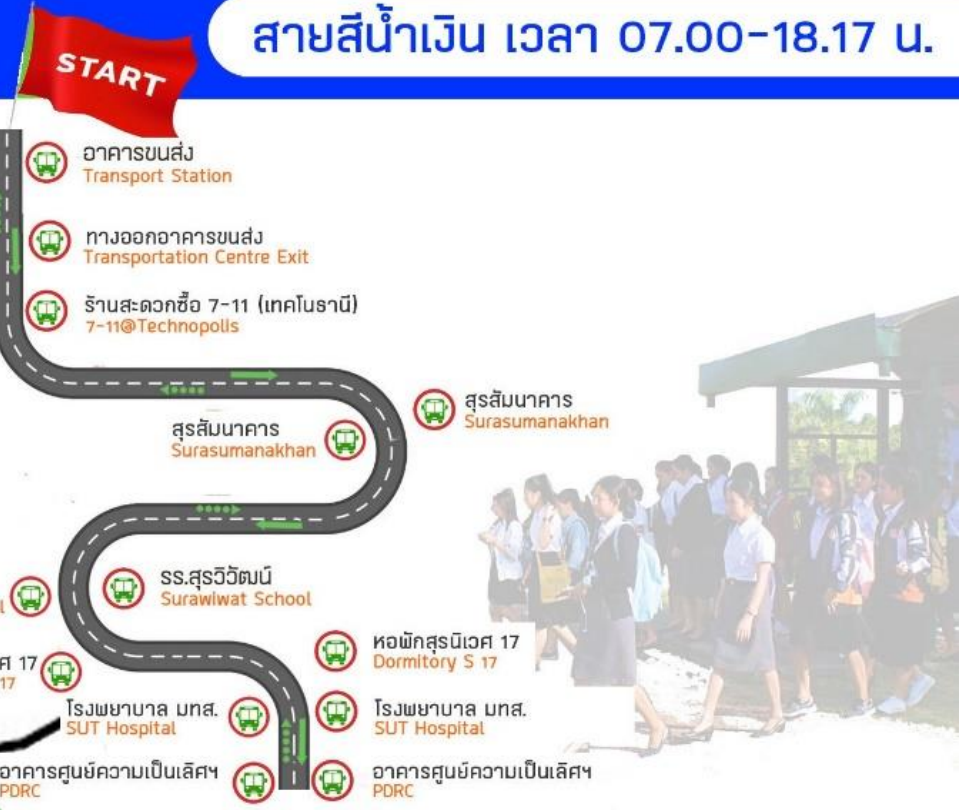 START
สายสีน้ำเงิน เวลา 07.00-18.17 น.
อาคารขนส่ง
Transport Station
ทางออกอาคารขนส่ง
Transportation Centre Exit
ร้านสะดวกซื้อ 7-11 (เทคโนธานี)
7-11@Technopolis
สุรสัมนาคาร
Surasumanakhan
สุรสัมนาคาร
Surasumanakhan
รร.สุรวิวัฒน์
Surawiwat School
ศ 17
17
หอพักสุรนิเวศ 17
Dormitory S 17
โรงพยาบาล มทส.
SUT Hospital
โรงพยาบาล มทส.
SUT Hospital
อาคารศูนย์ความเป็นเลิศฯ
PDRC
อาคารศูนย์ความเป็นเลิศฯ
PDRC